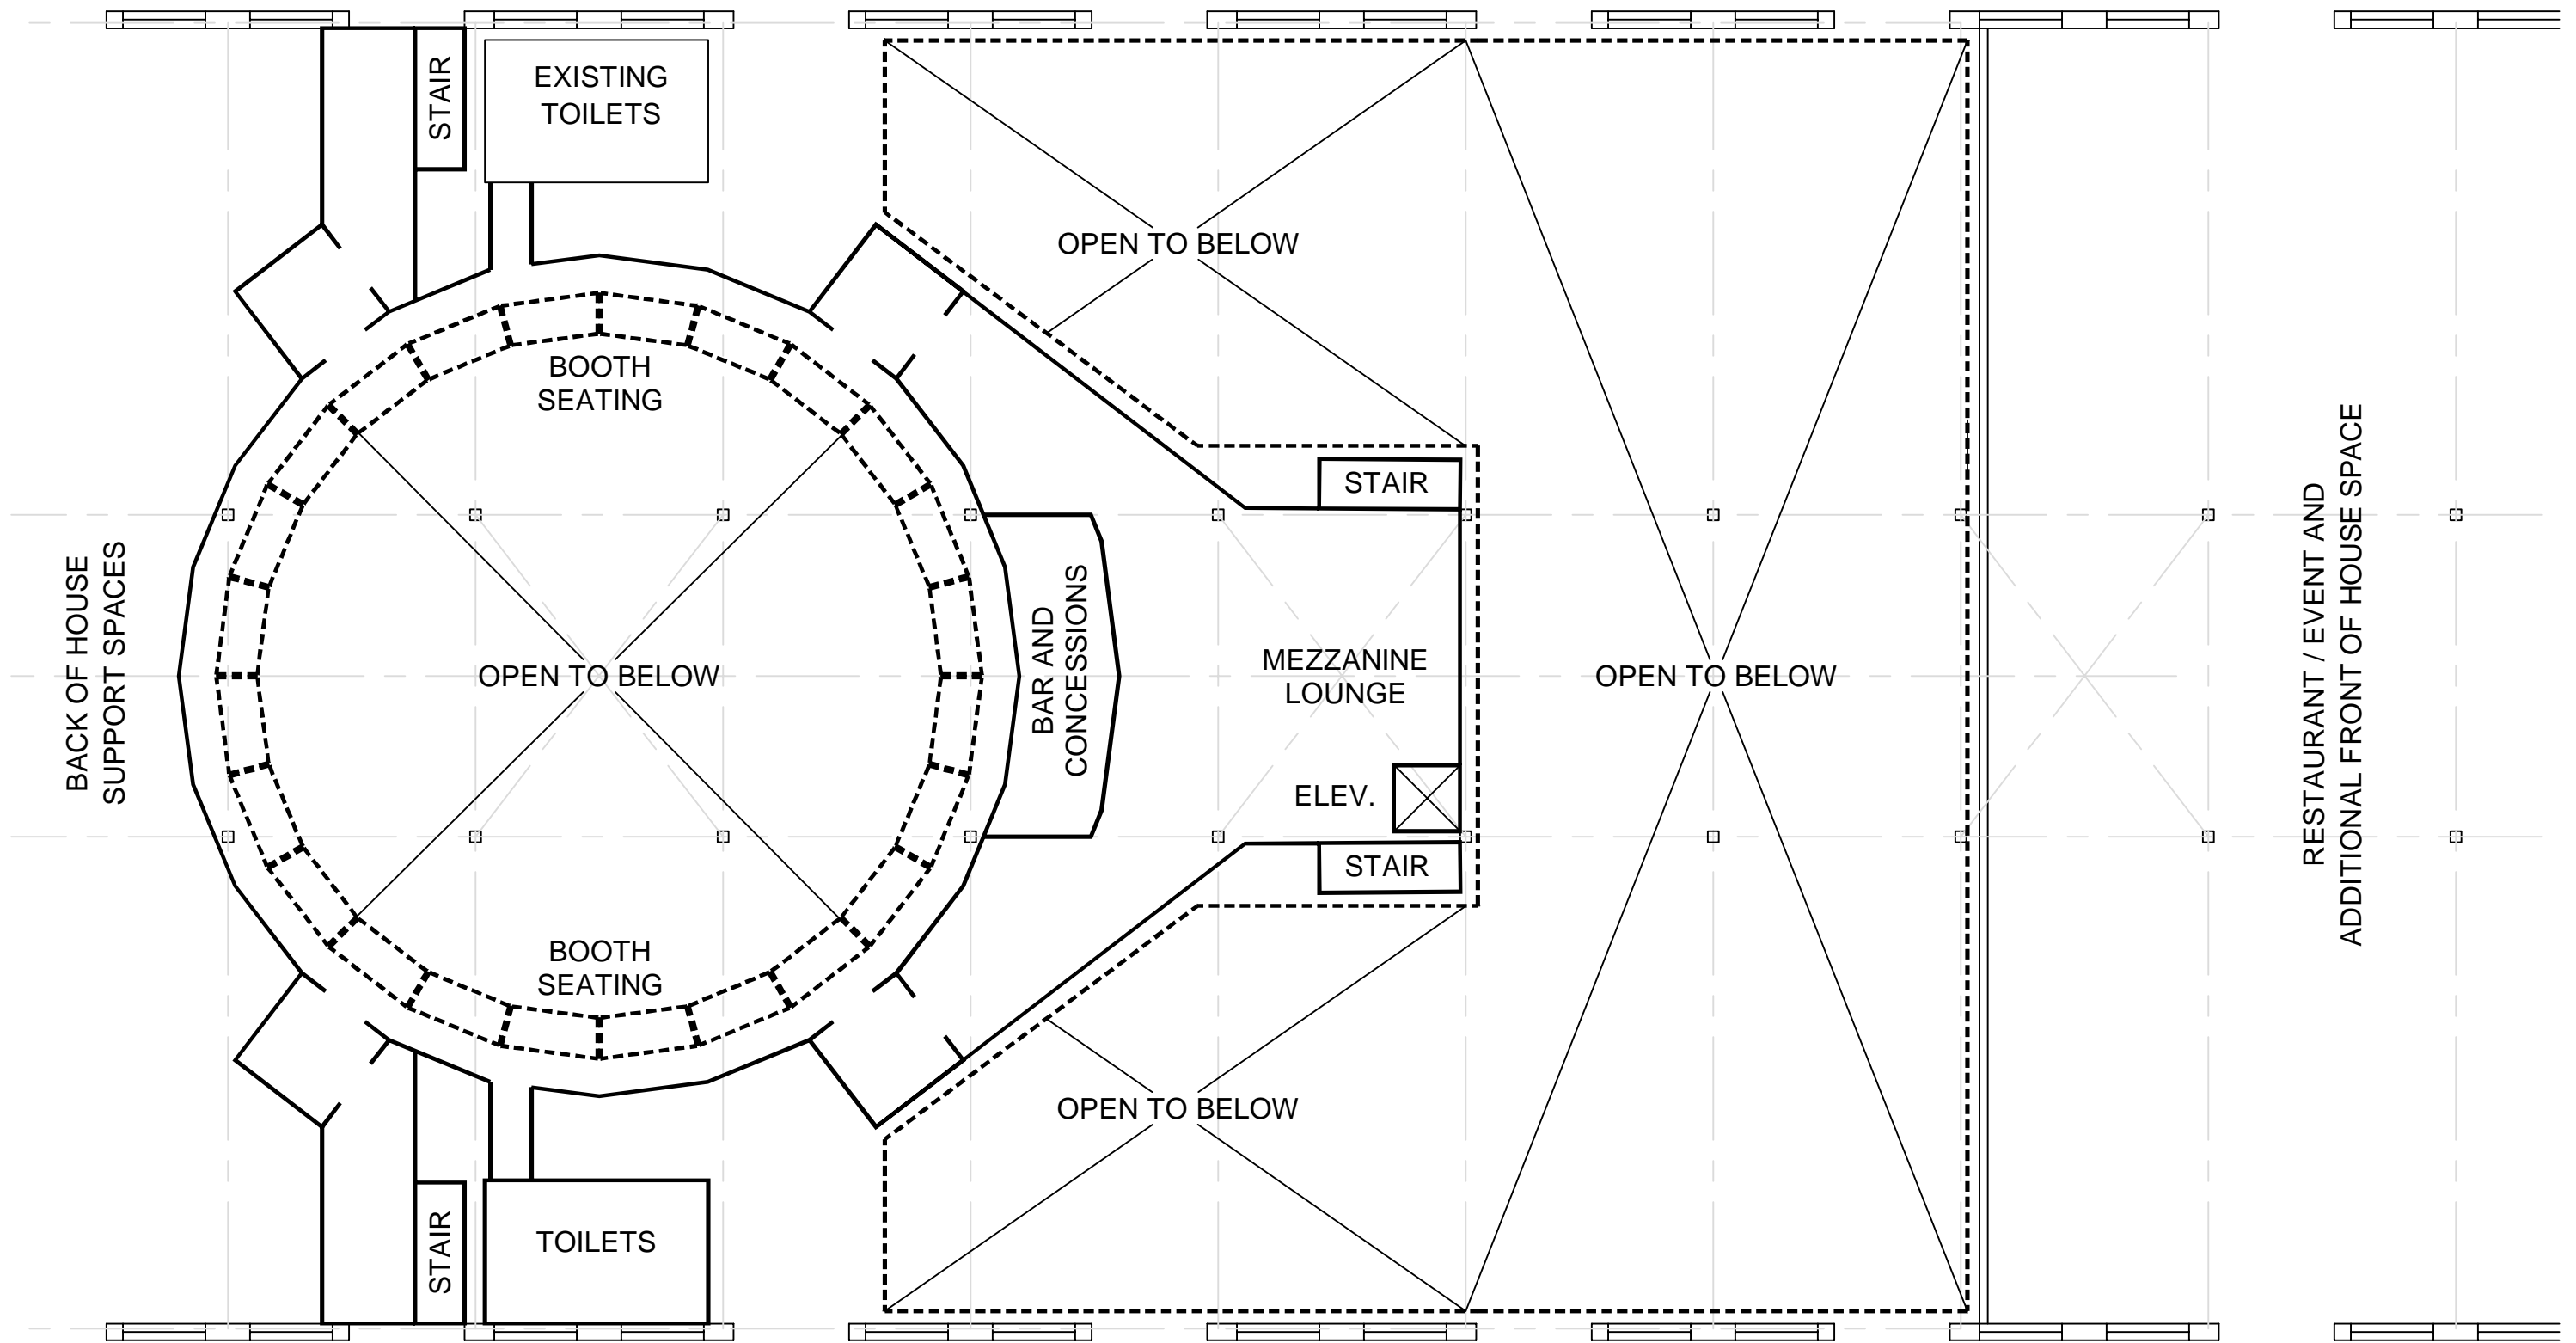 STAIR
EXISTING
TOILETS
OPEN TO BELOW
BOOTH
SEATING
STAIR
BACK OF HOUSE
SUPPORT SPACES
OPEN TO BELOW
BAR AND
CONCESSIONS
MEZZANINE
LOUNGE
OPEN TO BELOW
RESTAURANT / EVENT AND
ADDITIONAL FRONT OF HOUSE SPACE
ELEV.
STAIR
BOOTH
SEATING
OPEN TO BELOW
STAIR
TOILETS